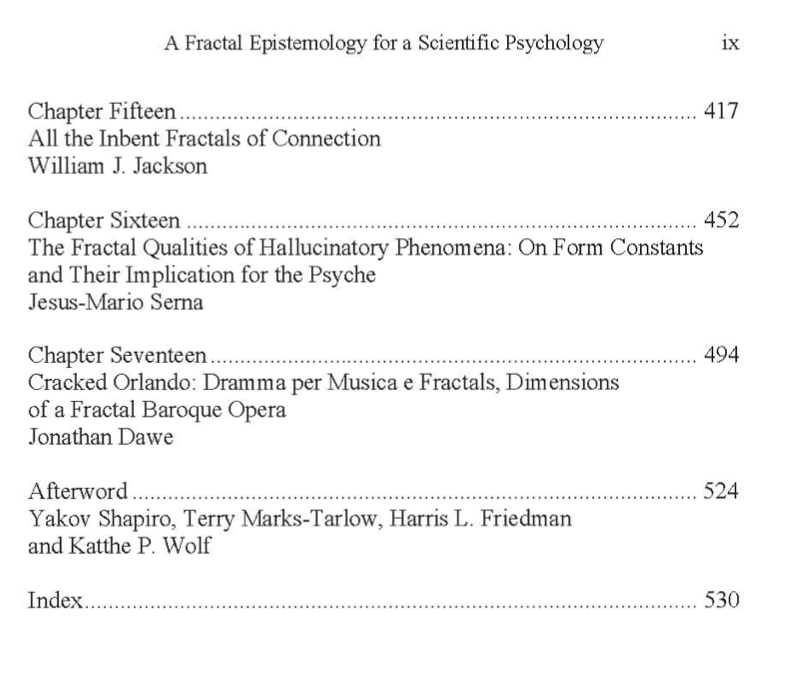 A Fractal Epistemology for a Scientific Psychology ix
Chapter Fifteen........................................................................................ 417
All the Inbent Fractals of Connection
William J. Jackson
Chapter Sixteen ...................................................................................... 452
The Fractal Qualities of Hallucinatory Phenomena: On Form Constants
and Their Implication for the Psyche
Jesus-Mario Serna
Chapter Seventeen.................................................................................. 494
Cracked Orlando: Dramma per Musica e Fractals, Dimensions
of a Fractal Baroque Opera
Jonathan Dawe
Afterword ............................................................................................... 524
Yakov Shapiro, Terry Marks-Tarlow, Harris L. Friedman
and Katthe P. Wolf
Index....................................................................................................... 530